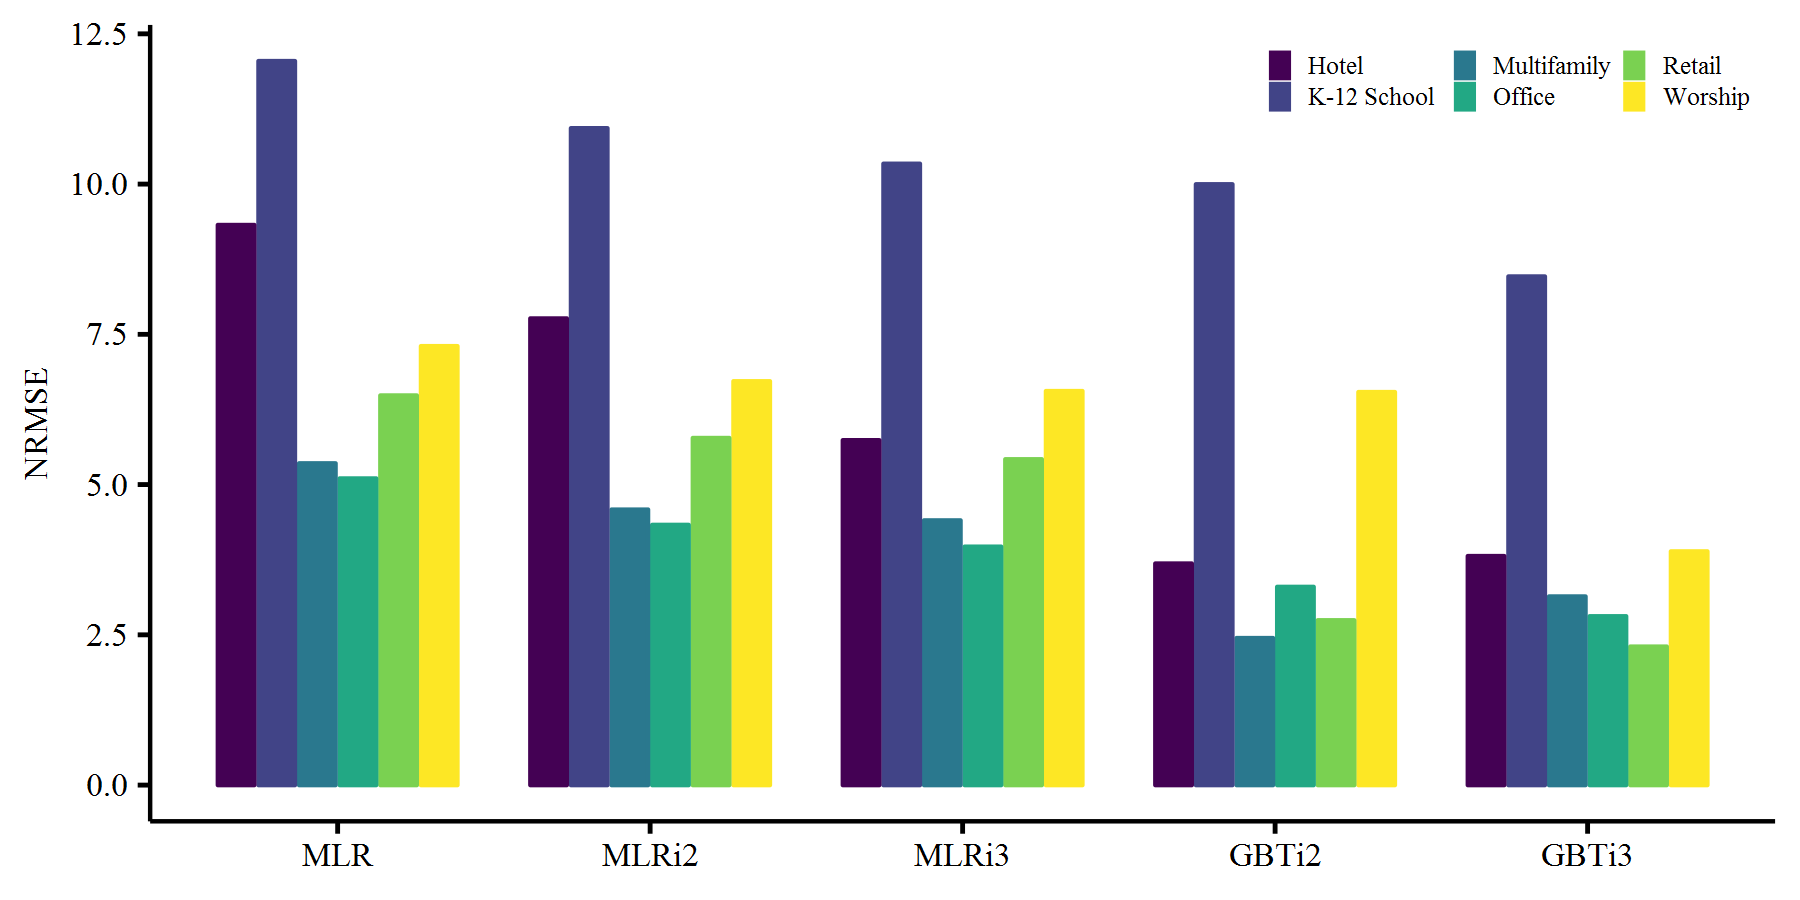 12.5
10.0
7.5
5.0
2.5
0.0
NRMSE
Hotel Multifamily Retail
K-12 School Office Worship
MLR MLRi2 MLRi3 GBTi2 GBTi3